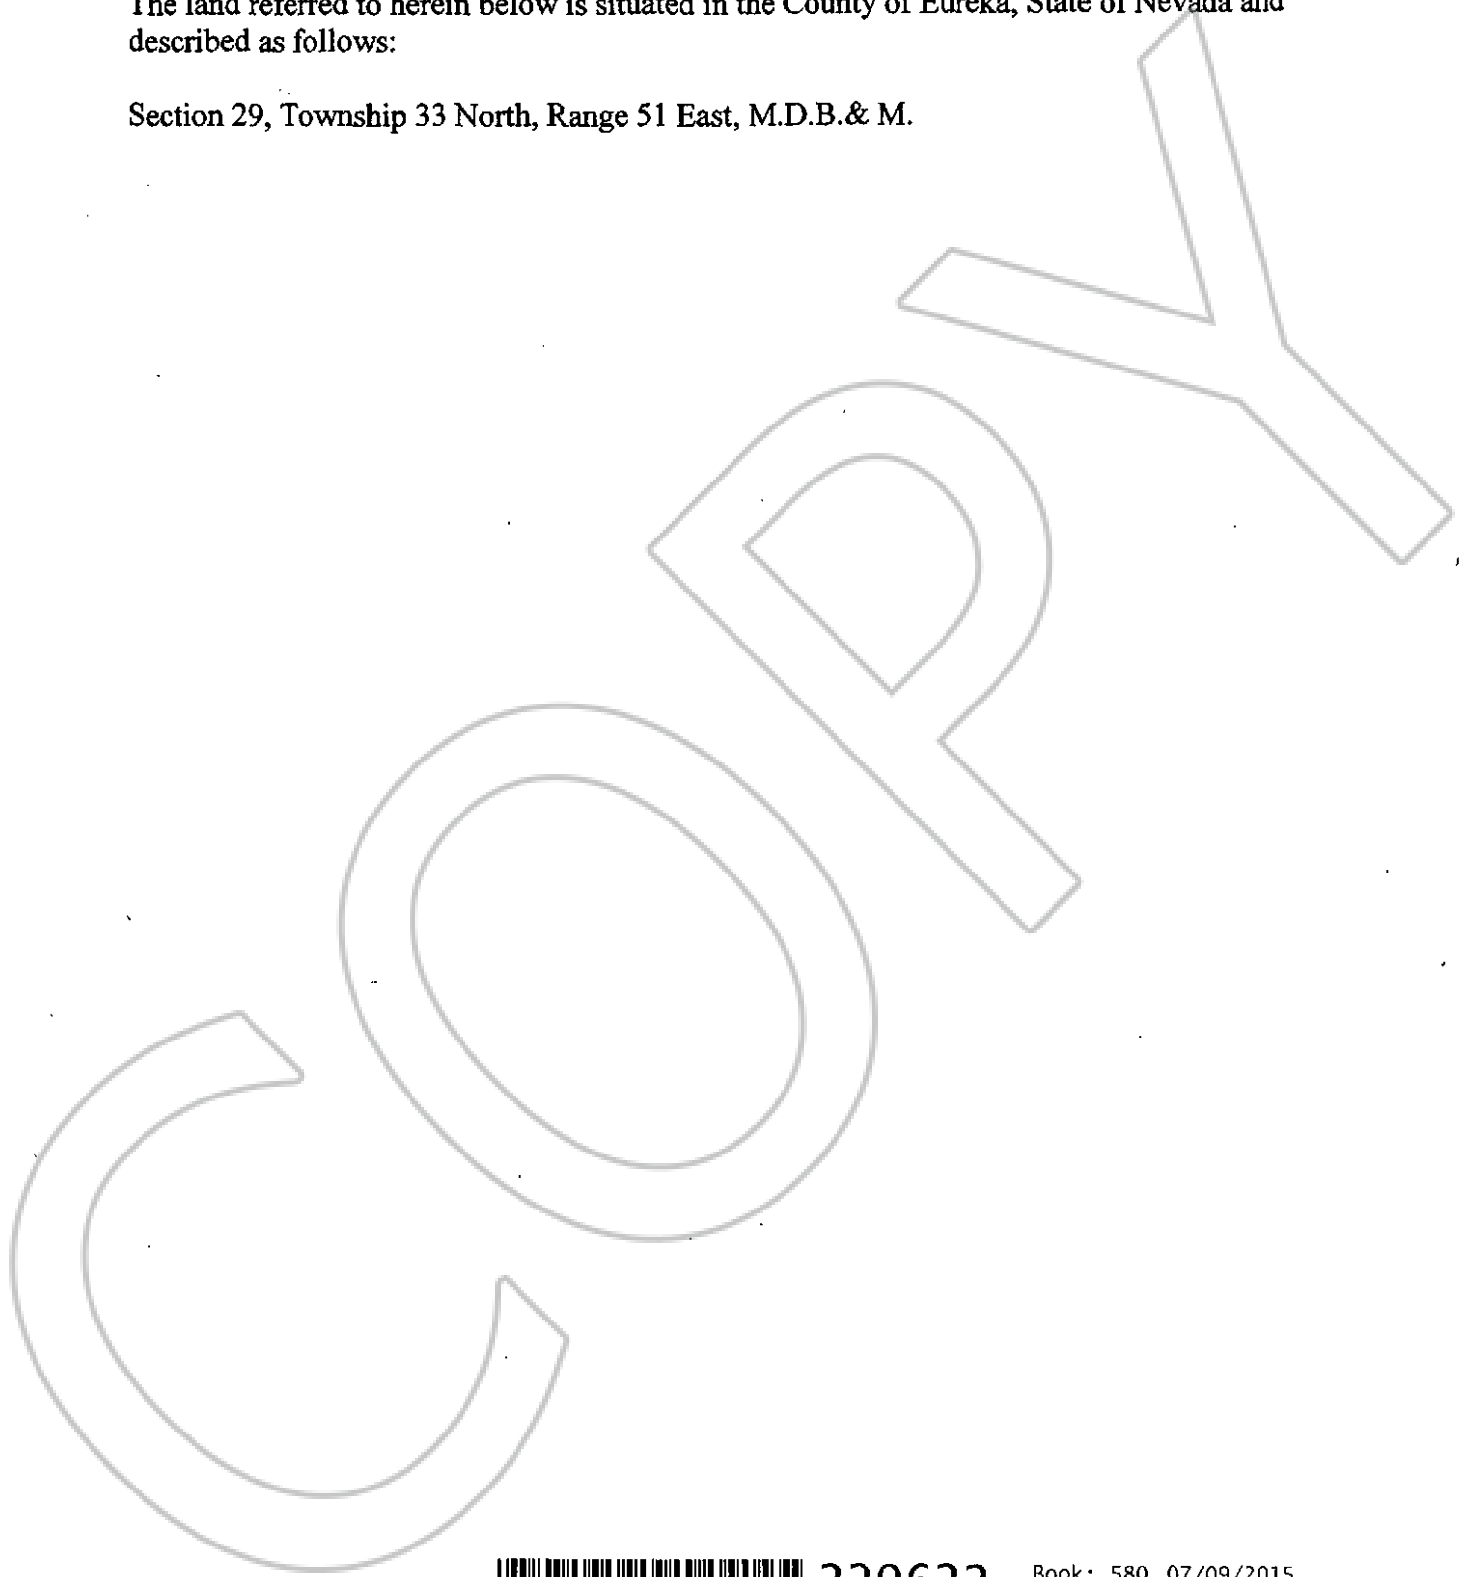 The land referred to herein below is situated in the County of Eureka, State of Nevada and
described as follows:
Section 29, Township 33 North, Range 51 East, M.D.B.& M.
COPY
Book: 580 07/09/2015